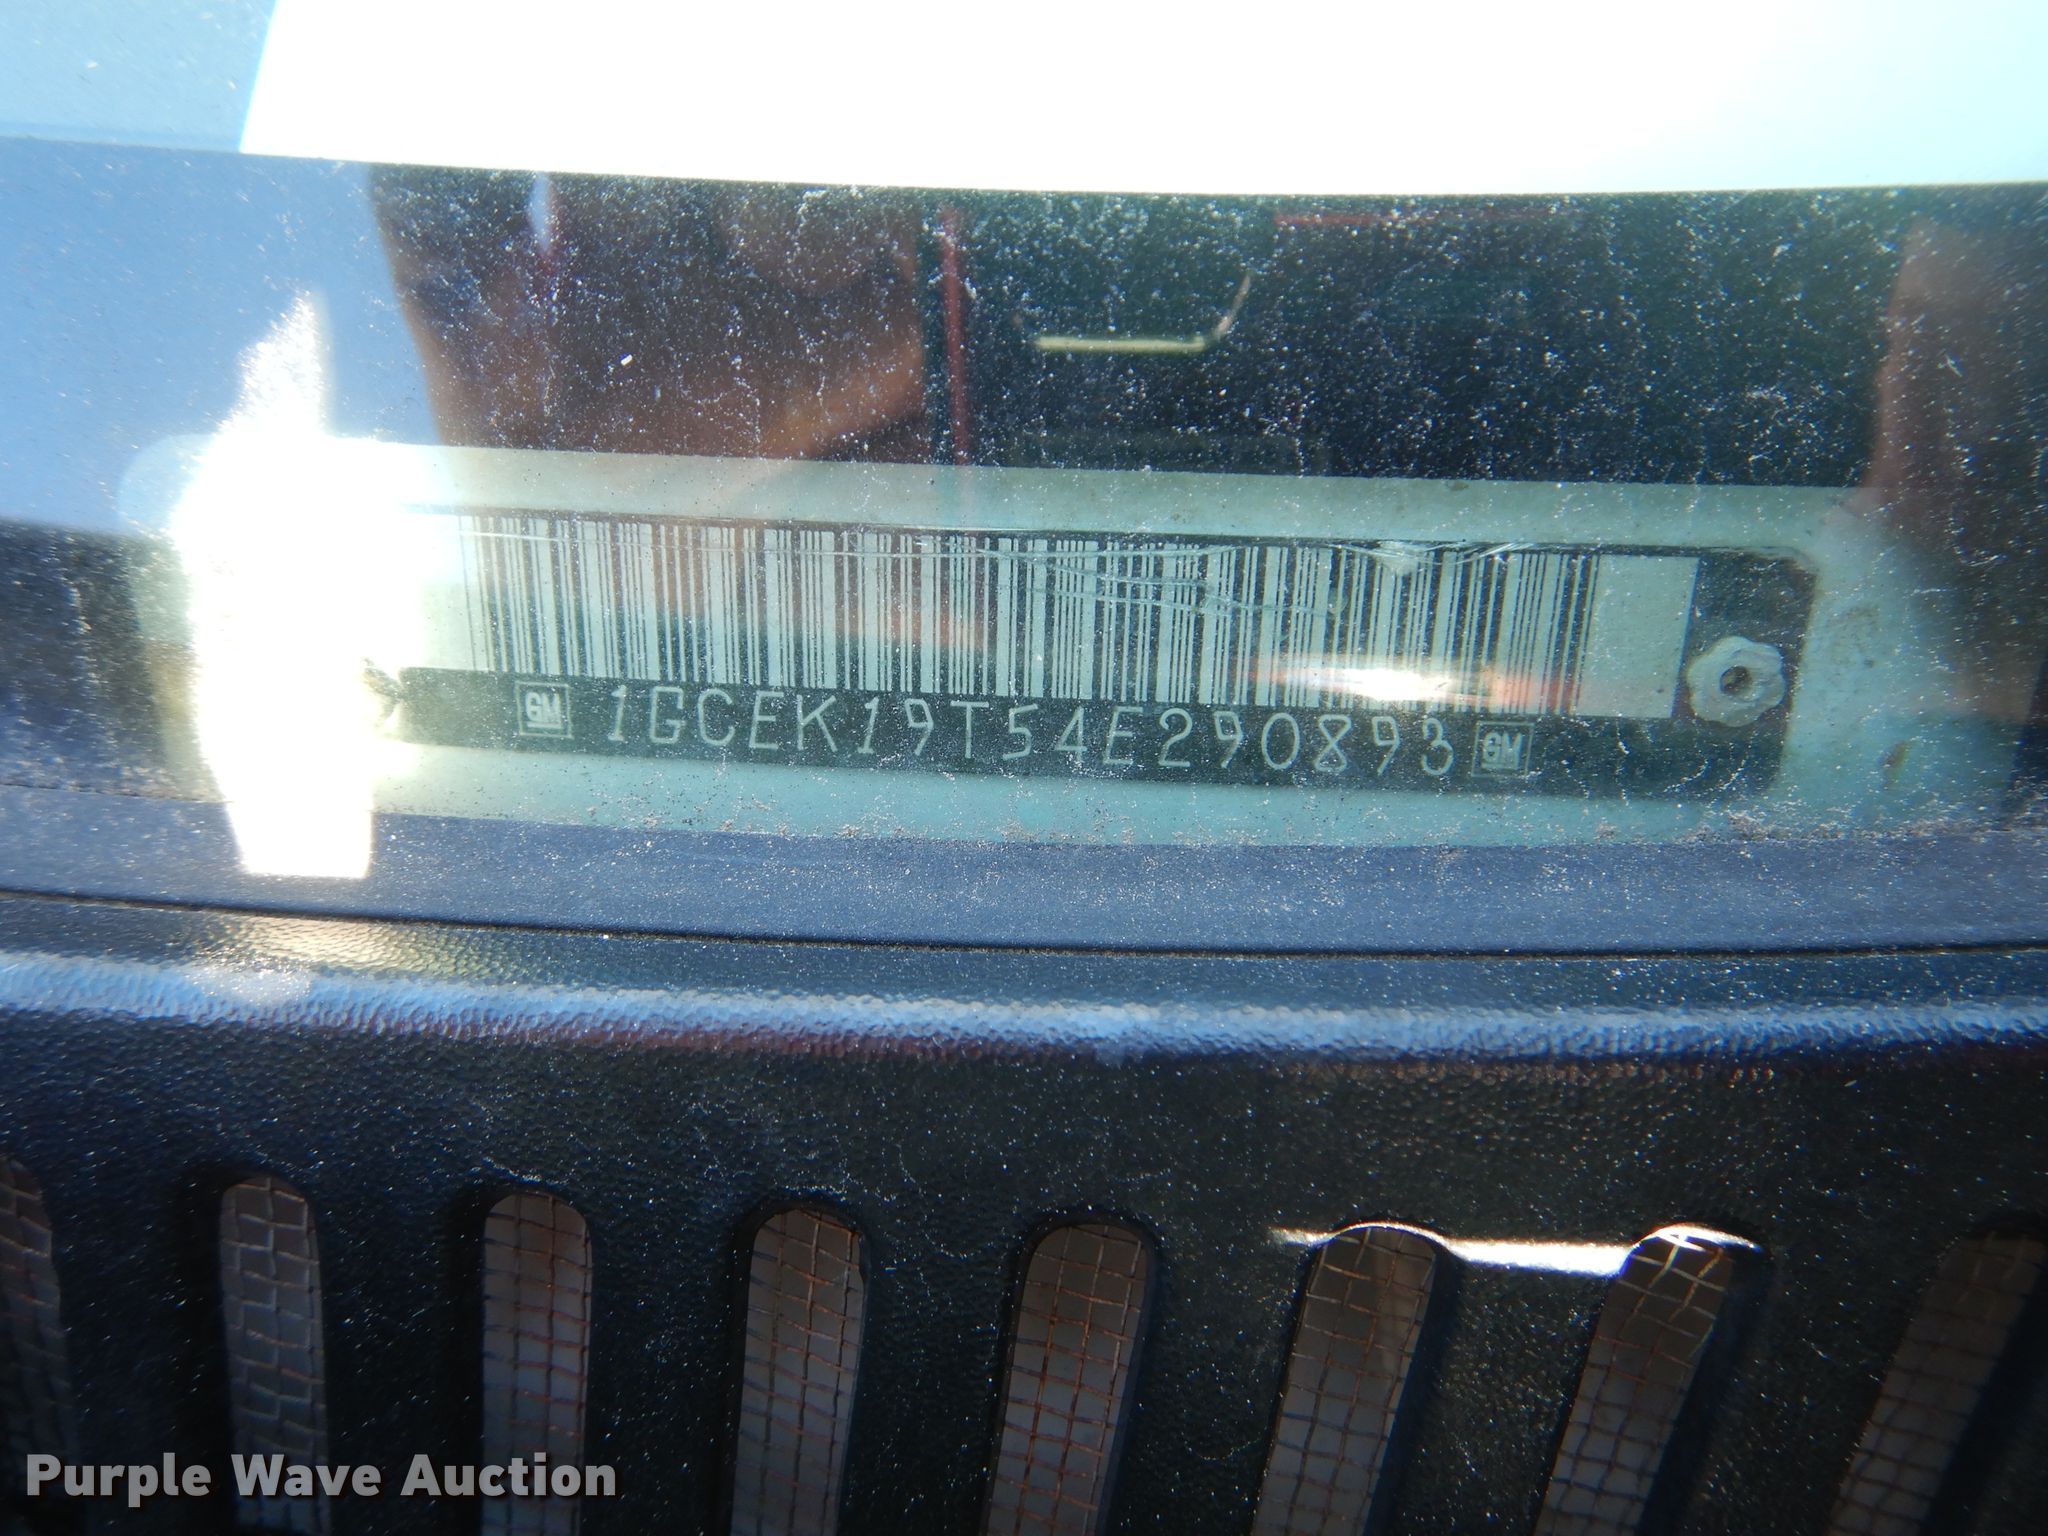 GM 1GCEK19T54E290893 GM
Purple Wave Auction